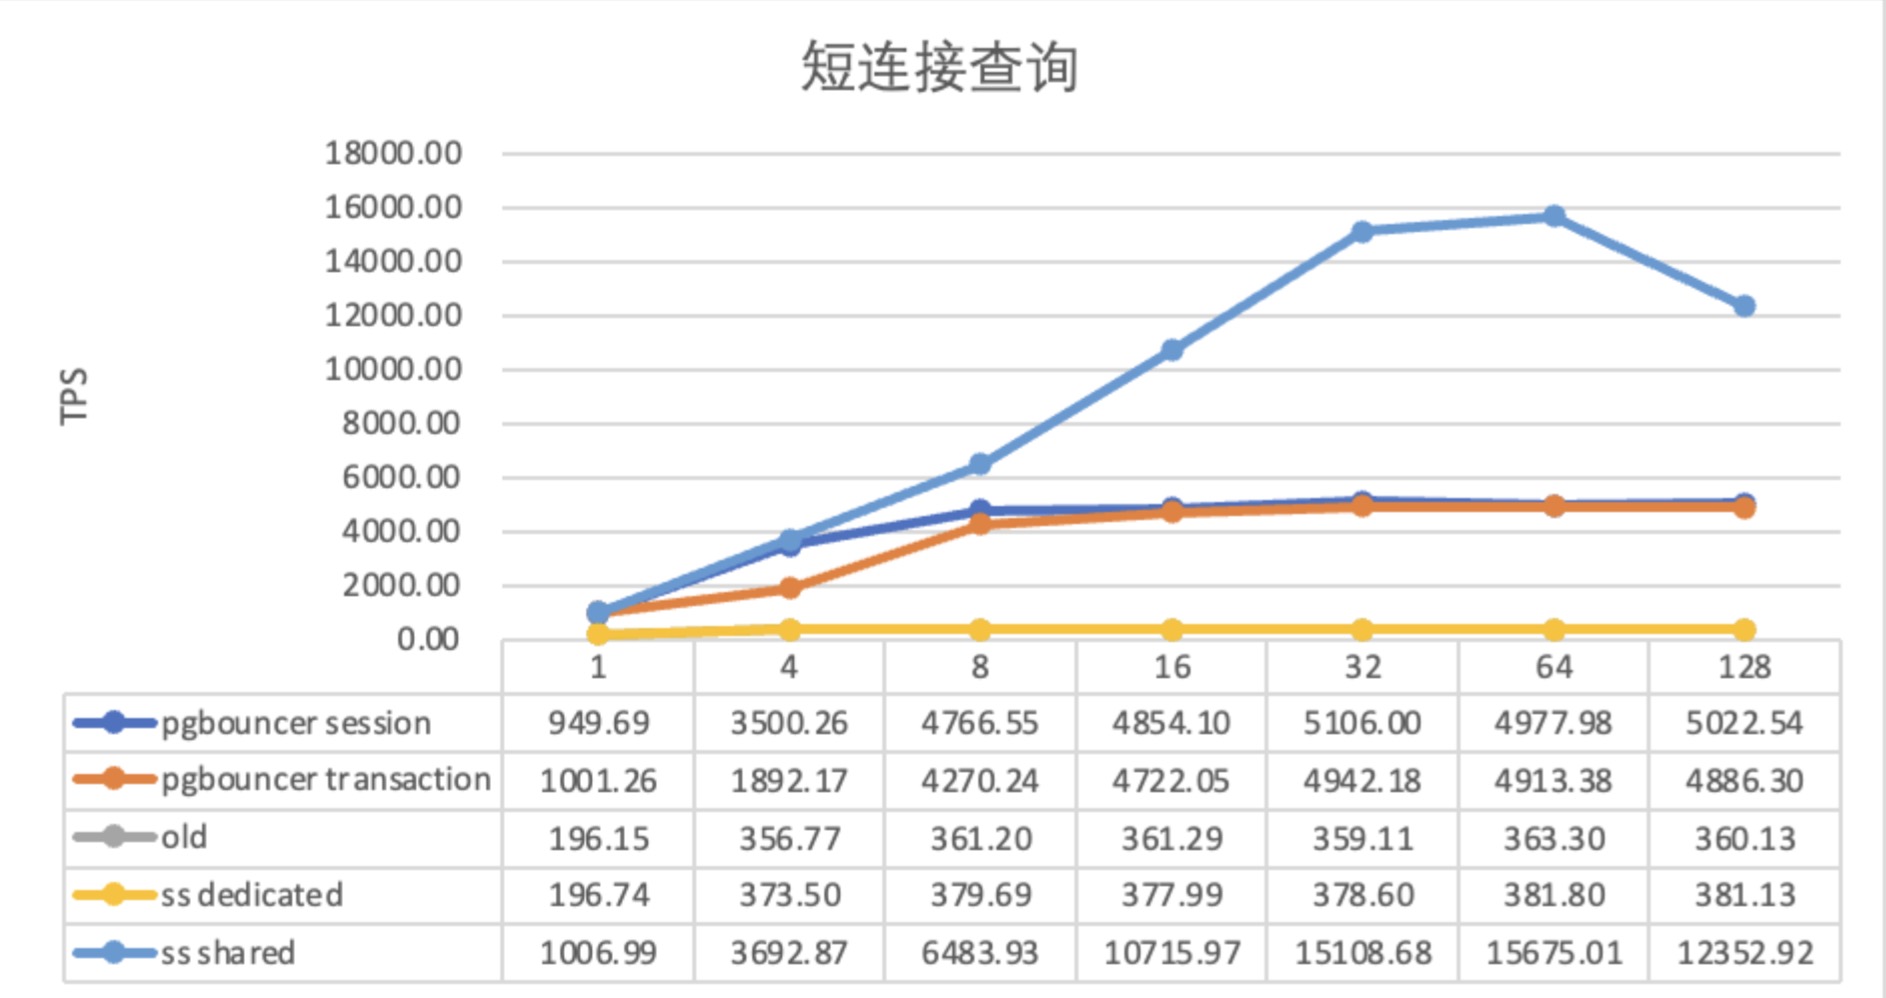 短连接查询
18000.00
16000.00
14000.00
12000.00
10000.00
8000.00
6000.00
4000.00
2000.00
0.00
TPS
1 4 8 16 32 64 128
pgbouncer session 949.69 3500.26 4766.55 4854.10 5106.00 4977.98 5022.54
pgbouncer transaction 1001.26 1892.17 4270.24 4722.05 4942.18 4913.38 4886.30
old 196.15 356.77 361.20 361.29 359.11 363.30 360.13
ss dedicated 196.74 373.50 379.69 377.99 378.60 381.80 381.13
ss shared 1006.99 3692.87 6483.93 10715.97 15108.68 15675.01 12352.92